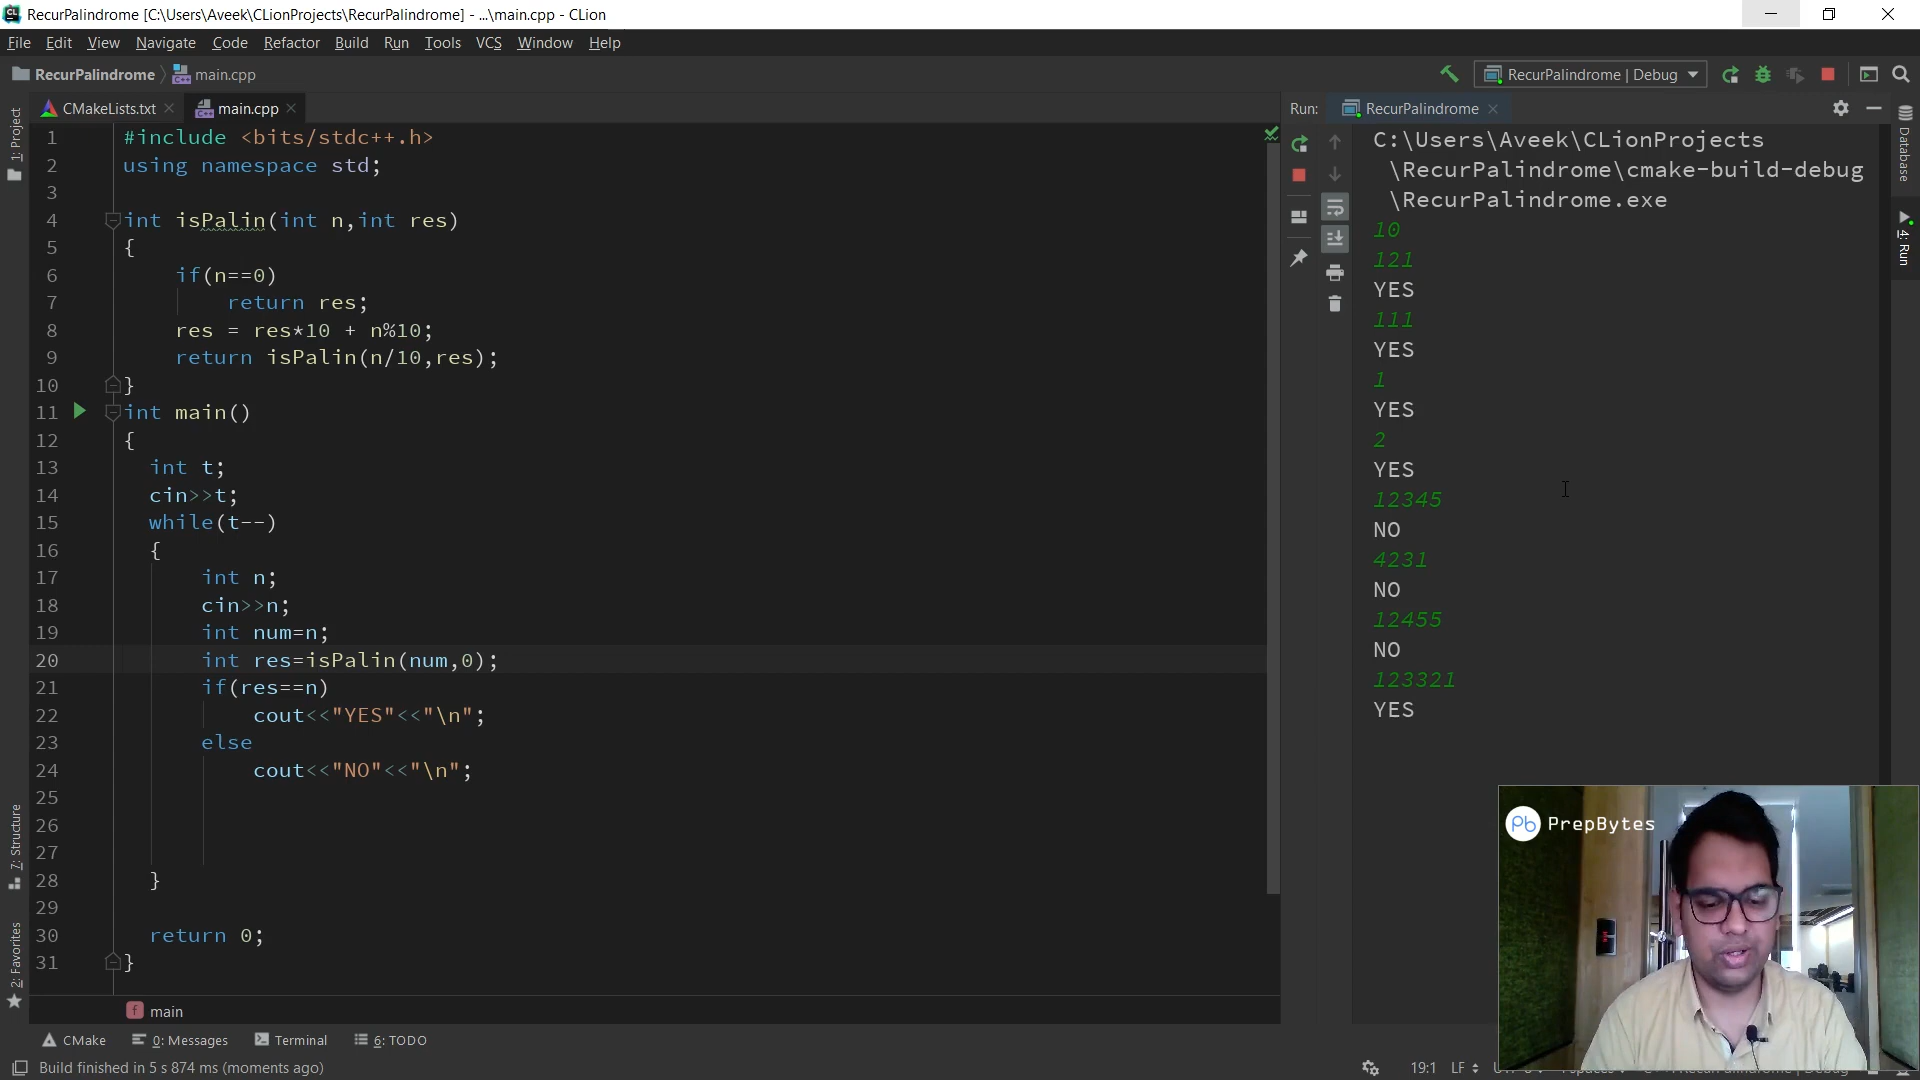 RecurPalindrome [C:\Users\Aveek\CLionProjects\RecurPalindrome] - ...\main.cpp - CLion
File Edit View Navigate Code Refactor Build Run Tools VCS Window Help
RecurPalindrome main.cpp
RecurPalindrome | Debug
CMakeLists.txt main.cpp
1: Project
7: Structure
2: Favorites
1 #include <bits/stdc++.h>
2 using namespace std;
3
4 int isPalin(int n,int res)
5 {
6 if(n==0)
7 return res;
8 res = res*10 + n%10;
9 return isPalin(n/10,res);
10 }
11 int main()
12 {
13 int t;
14 cin>>t;
15 while(t--)
16 {
17 int n;
18 cin>>n;
19 int num=n;
20 int res=isPalin(num,0);
21 if(res==n)
22 cout<<"YES"<<"\n";
23 else
24 cout<<"NO"<<"\n";
25
26
27
28 }
29
30 return 0;
31 }
f main
Run: RecurPalindrome
C:\Users\Aveek\CLionProjects
\RecurPalindrome\cmake-build-debug
\RecurPalindrome.exe
10
121
YES
111
YES
1
YES
2
YES
12345
NO
4231
NO
12455
NO
123321
YES
Database
4: Run
Pb PrepBytes
CMake 0: Messages Terminal 6: TODO
Build finished in 5 s 874 ms (moments ago)
19:1 LF